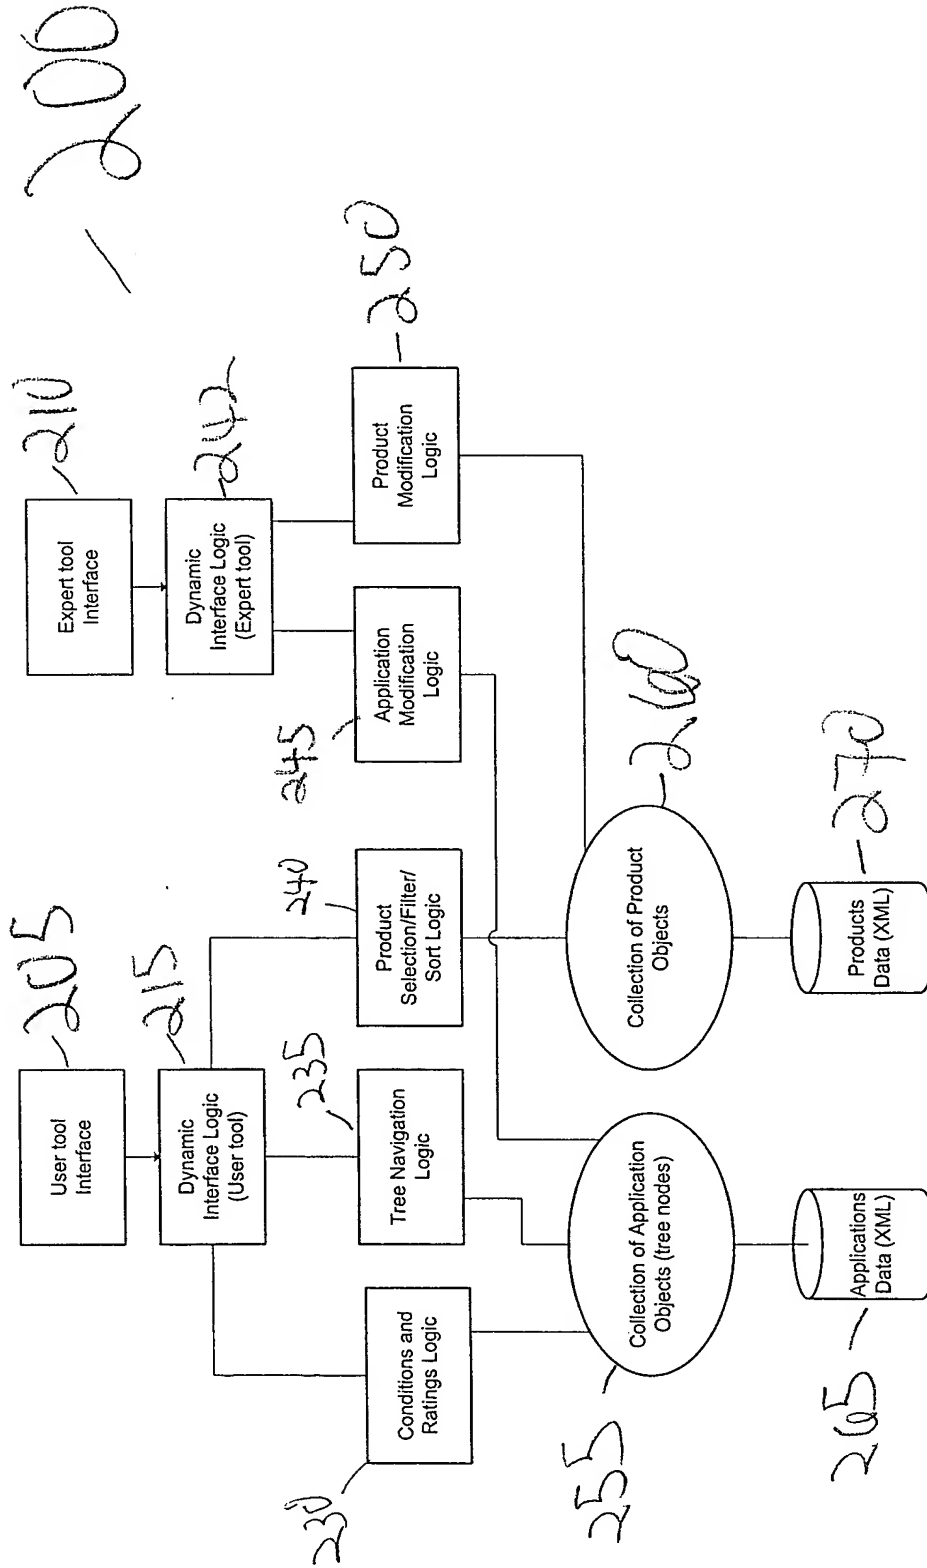 200
User tool
Interface
205
Expert tool
Interface
210
Dynamic
Interface Logic
(User tool)
215
Dynamic
Interface Logic
(Expert tool)
242
Conditions and
Ratings Logic
230
Tree Navigation
Logic
235
Product
Selection/Filter/
Sort Logic
240
Application
Modification
Logic
245
Product
Modification
Logic
250
Collection of Application
Objects (tree nodes)
255
Collection of Product
Objects
260
Applications
Data (XML)
265
Products
Data (XML)
270